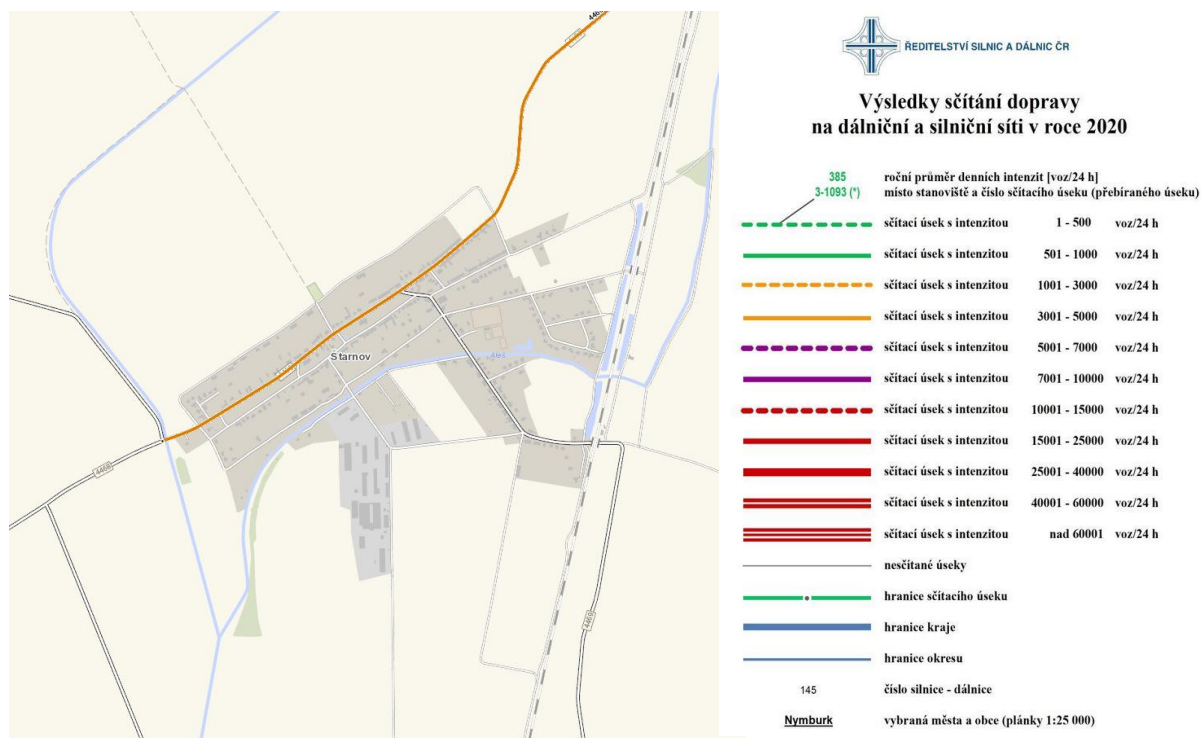 446
Štarnov
4468
4469
ŘEDITELSTVÍ SILNIC A DÁLNIC ČR
Výsledky sčítání dopravy
na dálniční a silniční síti v roce 2020
385 roční průměr denních intenzit [voz/24 h]
3-1093 (*) místo stanoviště a číslo sčítacího úseku (přebíraného úseku)
sčítací úsek s intenzitou 1 - 500 voz/24 h
sčítací úsek s intenzitou 501 - 1000 voz/24 h
sčítací úsek s intenzitou 1001 - 3000 voz/24 h
sčítací úsek s intenzitou 3001 - 5000 voz/24 h
sčítací úsek s intenzitou 5001 - 7000 voz/24 h
sčítací úsek s intenzitou 7001 - 10000 voz/24 h
sčítací úsek s intenzitou 10001 - 15000 voz/24 h
sčítací úsek s intenzitou 15001 - 25000 voz/24 h
sčítací úsek s intenzitou 25001 - 40000 voz/24 h
sčítací úsek s intenzitou 40001 - 60000 voz/24 h
sčítací úsek s intenzitou nad 60001 voz/24 h
nesčítané úseky
hranice sčítacího úseku
hranice kraje
hranice okresu
145 číslo silnice - dálnice
Nymburk vybraná města a obce (plánky 1:25 000)